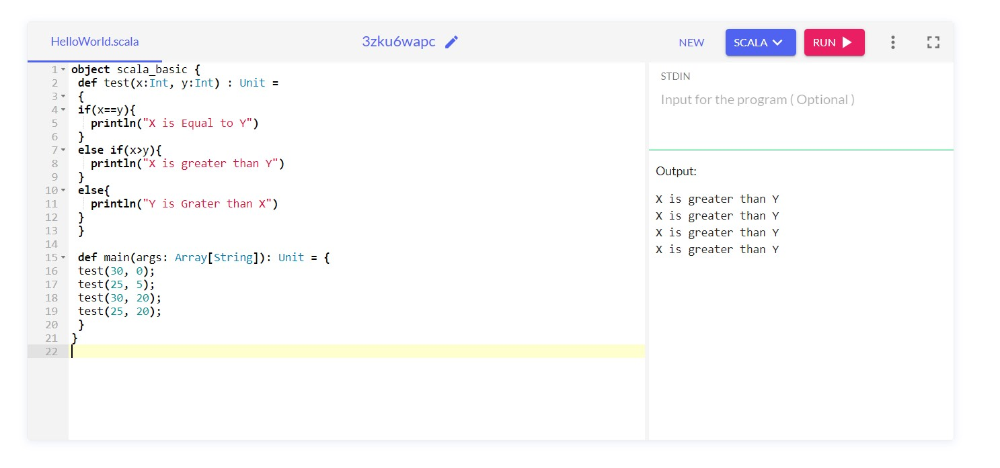 HelloWorld.scala 3zku6wapc NEW SCALA RUN
1 object scala_basic {
2 def test(x:Int, y:Int) : Unit =
3 {
4 if(x==y){
5 println("X is Equal to Y")
6 }
7 else if(x>y){
8 println("X is greater than Y")
9 }
10 else{
11 println("Y is Grater than X")
12 }
13 }
14
15 def main(args: Array[String]): Unit = {
16 test(30, 0);
17 test(25, 5);
18 test(30, 20);
19 test(25, 20);
20 }
21 }
22
STDIN
Input for the program ( Optional )
Output:
X is greater than Y
X is greater than Y
X is greater than Y
X is greater than Y